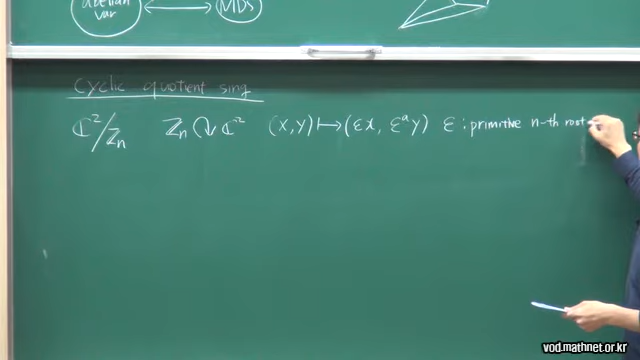 abelian
var
MDS
Cyclic quotient sing
ℂ²/ℤₙ ℤₙ ↷ ℂ² (x,y) ↦ (εx, εᵃy) ε : primitive n-th root
vod.mathnet.or.kr